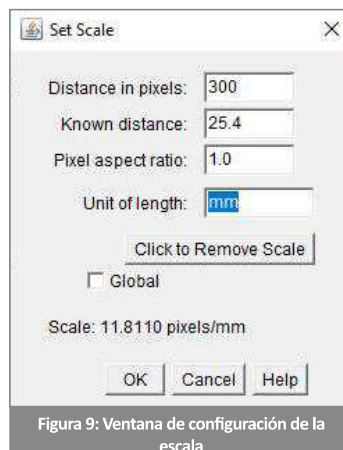 Set Scale
Distance in pixels: 300
Known distance: 25.4
Pixel aspect ratio: 1.0
Unit of length: mm
Click to Remove Scale
Global
Scale: 11.8110 pixels/mm
OK Cancel Help
Figura 9: Ventana de configuración de la
escala